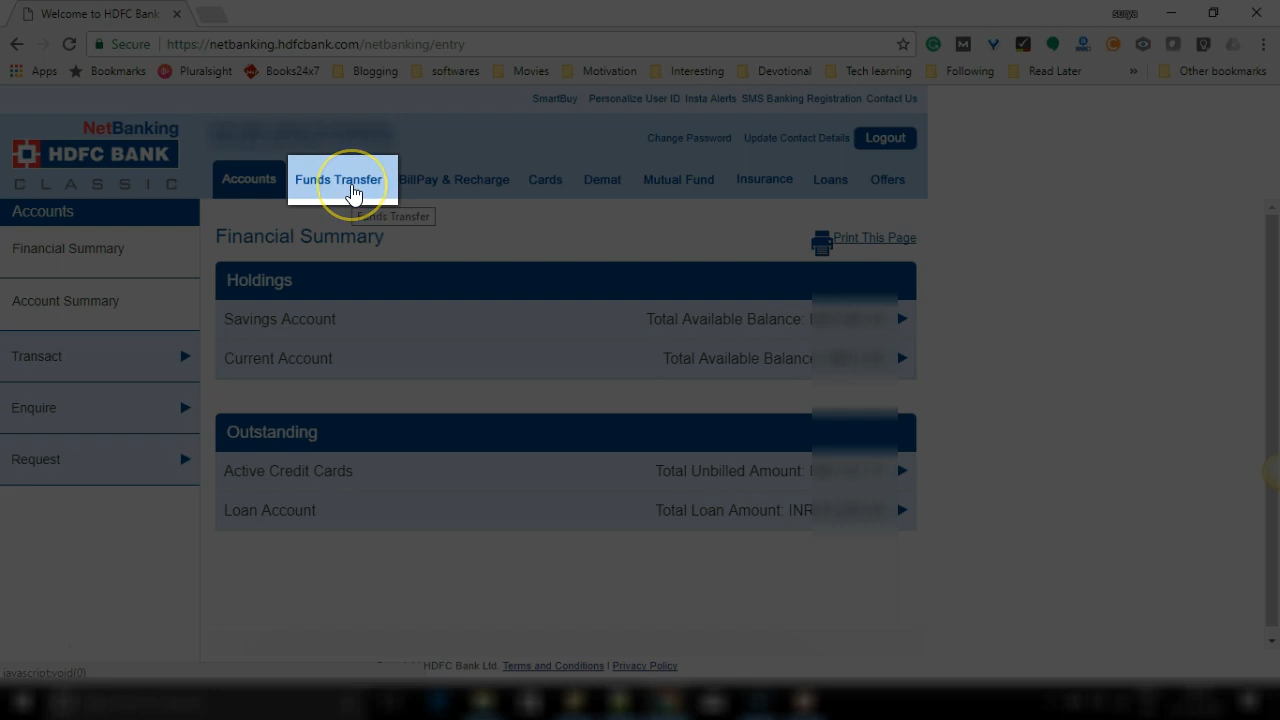 Welcome to HDFC Bank
surya
Secure https://netbanking.hdfcbank.com/netbanking/entry
Apps Bookmarks Pluralsight Books24x7 Blogging softwares Movies Motivation Interesting Devotional Tech learning Following Read Later » Other bookmarks
SmartBuy Personalize User ID Insta Alerts SMS Banking Registration Contact Us
NetBanking
HDFC BANK
CLASSIC
Change Password Update Contact Details Logout
Accounts Funds Transfer BillPay & Recharge Cards Demat Mutual Fund Insurance Loans Offers
Funds Transfer
Accounts
Financial Summary
Account Summary
Transact
Enquire
Request
Financial Summary
Print This Page
Holdings
Savings Account Total Available Balance:
Current Account Total Available Balance
Outstanding
Active Credit Cards Total Unbilled Amount:
Loan Account Total Loan Amount: INR
HDFC Bank Ltd. Terms and Conditions | Privacy Policy
javascript:void(0)